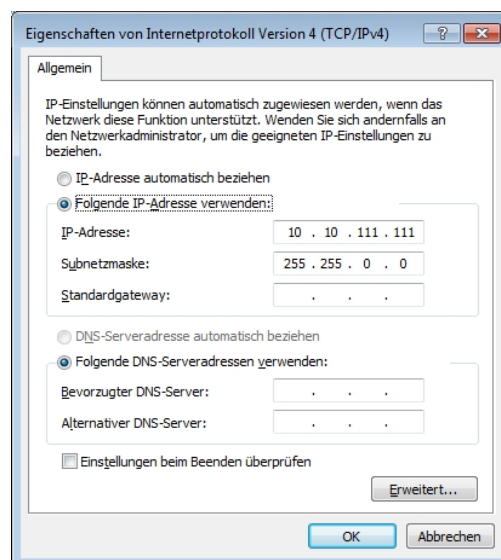 Eigenschaften von Internetprotokoll Version 4 (TCP/IPv4)
Allgemein
IP-Einstellungen können automatisch zugewiesen werden, wenn das
Netzwerk diese Funktion unterstützt. Wenden Sie sich andernfalls an
den Netzwerkadministrator, um die geeigneten IP-Einstellungen zu
beziehen.
IP-Adresse automatisch beziehen
Folgende IP-Adresse verwenden:
IP-Adresse: 10 . 10 . 111 . 111
Subnetzmaske: 255 . 255 . 0 . 0
Standardgateway: . . .
DNS-Serveradresse automatisch beziehen
Folgende DNS-Serveradressen verwenden:
Bevorzugter DNS-Server: . . .
Alternativer DNS-Server: . . .
Einstellungen beim Beenden überprüfen
Erweitert...
OK Abbrechen